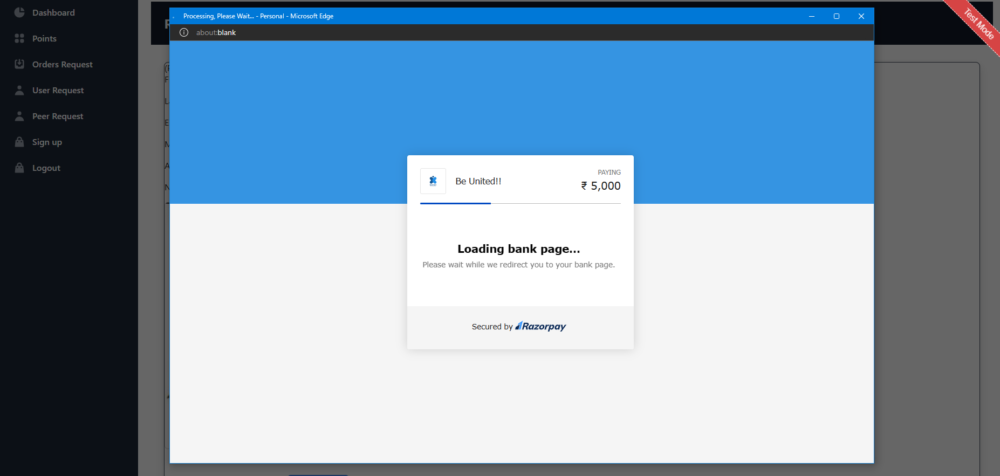 Dashboard
Points
Orders Request
User Request
Peer Request
Sign up
Logout
Processing, Please Wait... - Personal - Microsoft Edge
about:blank
Test Mode
Be United!!
PAYING
₹ 5,000
Loading bank page...
Please wait while we redirect you to your bank page.
Secured by Razorpay